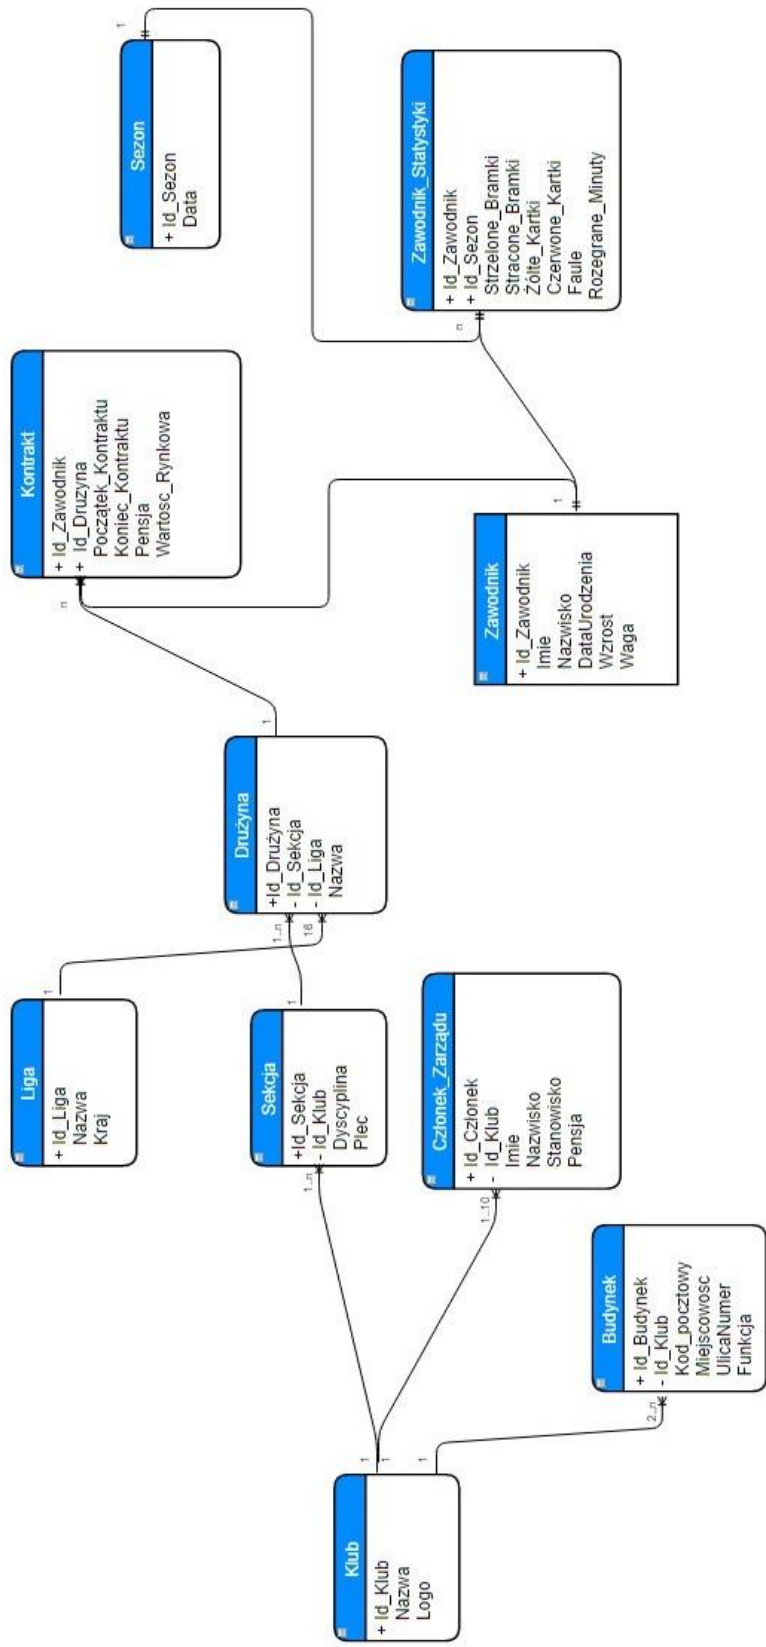 Klub
+ Id_Klub
Nazwa
Logo
1
1
1
2..n
Budynek
+ Id_Budynek
- Id_Klub
Kod_pocztowy
Miejscowosc
UlicaNumer
Funkcja
1..10
Członek_Zarządu
+ Id_Członek
- Id_Klub
Imie
Nazwisko
Stanowisko
Pensja
1..n
Sekcja
+Id_Sekcja
- Id_Klub
Dyscyplina
Plec
1
Liga
+ Id_Liga
Nazwa
Kraj
1
1..n
16
Drużyna
+Id_Drużyna
- Id_Sekcja
- Id_Liga
Nazwa
1
n
Kontrakt
+ Id_Zawodnik
+ Id_Druzyna
Początek_Kontraktu
Koniec_Kontraktu
Pensja
Wartosc_Rynkowa
Zawodnik
+ Id_Zawodnik
Imie
Nazwisko
DataUrodzenia
Wzrost
Waga
1
n
Zawodnik_Statystyki
+ Id_Zawodnik
+ Id_Sezon
Strzelone_Bramki
Stracone_Bramki
Żólte_Kartki
Czerwone_Kartki
Faule
Rozegrane_Minuty
Sezon
+ Id_Sezon
Data
1